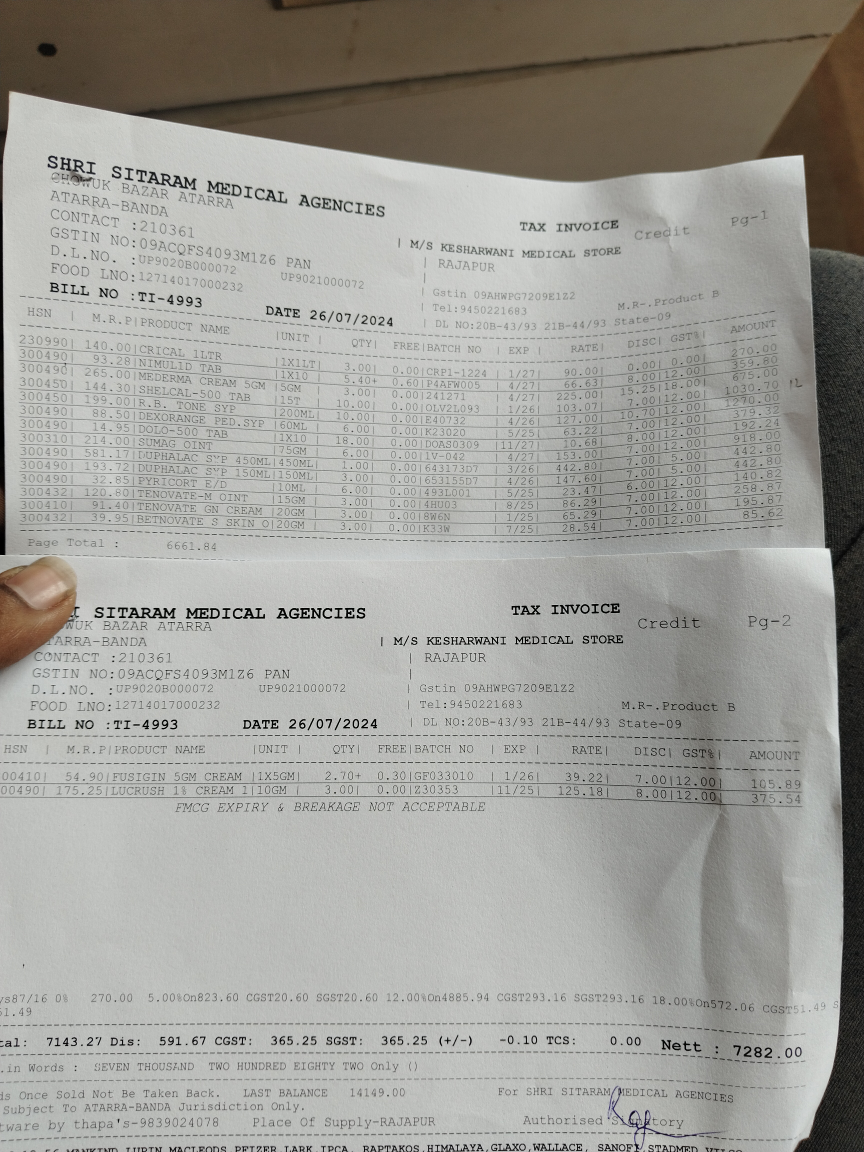 SHRI SITARAM MEDICAL AGENCIES
CHOWUK BAZAR ATARRA
TAX INVOICE Credit Pg-1
ATARRA-BANDA | M/S KESHARWANI MEDICAL STORE
CONTACT :210361 | RAJAPUR
GSTIN NO:09ACQFS4093M1Z6 PAN |
D.L.NO. :UP9020B000072 UP9021000072 | Gstin 09AHWPG7209E1Z2
FOOD LNO:12714017000232 | Tel:9450221683 M.R-.Product B
BILL NO :TI-4993 DATE 26/07/2024 | DL NO:20B-43/93 21B-44/93 State-09
HSN | M.R.P|PRODUCT NAME |UNIT | QTY| FREE|BATCH NO | EXP | RATE| DISC| GST%| AMOUNT
230990| 140.00|CRICAL 1LTR |1X1LT| 3.00| 0.00|CRP1-1224 | 1/27| 90.00| 0.00| 0.00| 270.00
300490| 93.28|NIMULID TAB |1X10 | 5.40+ 0.60|P4AFW005 | 4/27| 66.63| 8.00|12.00| 359.80
300490| 265.00|MEDERMA CREAM 5GM |5GM | 3.00| 0.00|241271 | 4/27| 225.00| 15.25|18.00| 675.00
300450| 144.30|SHELCAL-500 TAB |15T | 10.00| 0.00|OLV2L093 | 1/26| 103.07| 7.00|12.00| 1030.70 12
300490| 199.00|R.B. TONE SYP |200ML| 10.00| 0.00|E40732 | 4/26| 127.00| 10.70|12.00| 1270.00
300490| 88.50|DEXORANGE PED.SYP |60ML | 6.00| 0.00|K23020 | 5/25| 63.22| 7.00|12.00| 379.32
300490| 14.95|DOLO-500 TAB |1X10 | 18.00| 0.00|DOAS0309 |11/27| 10.68| 8.00|12.00| 192.24
300310| 214.00|SUMAG OINT |75GM | 6.00| 0.00|1V-042 | 4/27| 153.00| 7.00|12.00| 918.00
300490| 581.17|DUPHALAC SYP 450ML|450ML| 1.00| 0.00|643173D7 | 3/26| 442.80| 7.00| 5.00| 442.80
300490| 193.72|DUPHALAC SYP 150ML|150ML| 3.00| 0.00|653155D7 | 4/26| 147.60| 7.00| 5.00| 442.80
300490| 32.85|PYRICORT E/D |10ML | 6.00| 0.00|493L001 | 5/25| 23.47| 6.00|12.00| 140.82
300432| 120.80|TENOVATE-M OINT |15GM | 3.00| 0.00|4HU03 | 8/25| 86.29| 7.00|12.00| 258.87
300410| 91.40|TENOVATE GN CREAM |20GM | 3.00| 0.00|8W6N | 1/25| 65.29| 7.00|12.00| 195.87
300432| 39.95|BETNOVATE S SKIN O|20GM | 3.00| 0.00|K33W | 7/25| 28.54| 7.00|12.00| 85.62
Page Total : 6661.84
I SITARAM MEDICAL AGENCIES TAX INVOICE Credit Pg-2
WUK BAZAR ATARRA
TARRA-BANDA | M/S KESHARWANI MEDICAL STORE
CONTACT :210361 | RAJAPUR
GSTIN NO:09ACQFS4093M1Z6 PAN |
D.L.NO. :UP9020B000072 UP9021000072 | Gstin 09AHWPG7209E1Z2
FOOD LNO:12714017000232 | Tel:9450221683 M.R-.Product B
BILL NO :TI-4993 DATE 26/07/2024 | DL NO:20B-43/93 21B-44/93 State-09
HSN | M.R.P|PRODUCT NAME |UNIT | QTY| FREE|BATCH NO | EXP | RATE| DISC| GST%| AMOUNT
00410| 54.90|FUSIGIN 5GM CREAM |1X5GM| 2.70+ 0.30|GF033010 | 1/26| 39.22| 7.00|12.00| 105.89
00490| 175.25|LUCRUSH 1% CREAM 1|10GM | 3.00| 0.00|Z30353 |11/25| 125.18| 8.00|12.00| 375.54
FMCG EXPIRY & BREAKAGE NOT ACCEPTABLE
ys87/16 0% 270.00 5.00%On823.60 CGST20.60 SGST20.60 12.00%On4885.94 CGST293.16 SGST293.16 18.00%On572.06 CGST51.49 S
51.49
tal: 7143.27 Dis: 591.67 CGST: 365.25 SGST: 365.25 (+/-) -0.10 TCS: 0.00 Nett : 7282.00
.in Words : SEVEN THOUSAND TWO HUNDRED EIGHTY TWO Only ()
ds Once Sold Not Be Taken Back. LAST BALANCE 14149.00 For SHRI SITARAM MEDICAL AGENCIES
Subject To ATARRA-BANDA Jurisdiction Only.
tware by thapa's-9839024078 Place Of Supply-RAJAPUR Authorised Signatory
MANKIND LUPIN MACLEODS PFIZER LARK IPCA, RAPTAKOS,HIMALAYA,GLAXO,WALLACE, SANOFI STADMED